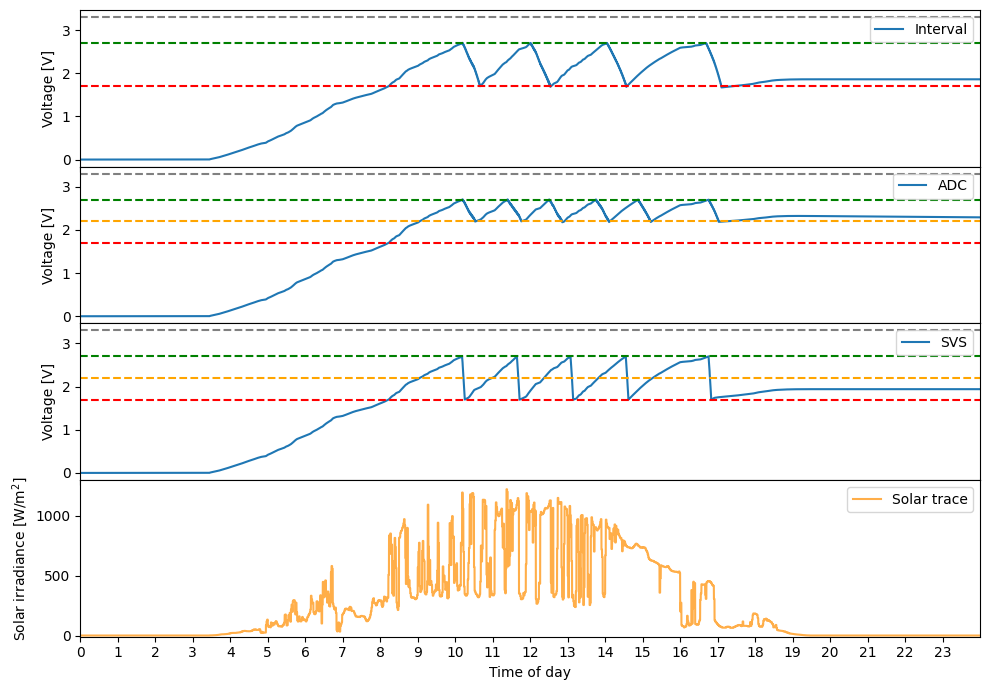 Voltage [V]
3
2
1
0
Interval
Voltage [V]
3
2
1
0
ADC
Voltage [V]
3
2
1
0
SVS
Solar irradiance [W/m²]
1000
500
0
Solar trace
0 1 2 3 4 5 6 7 8 9 10 11 12 13 14 15 16 17 18 19 20 21 22 23
Time of day